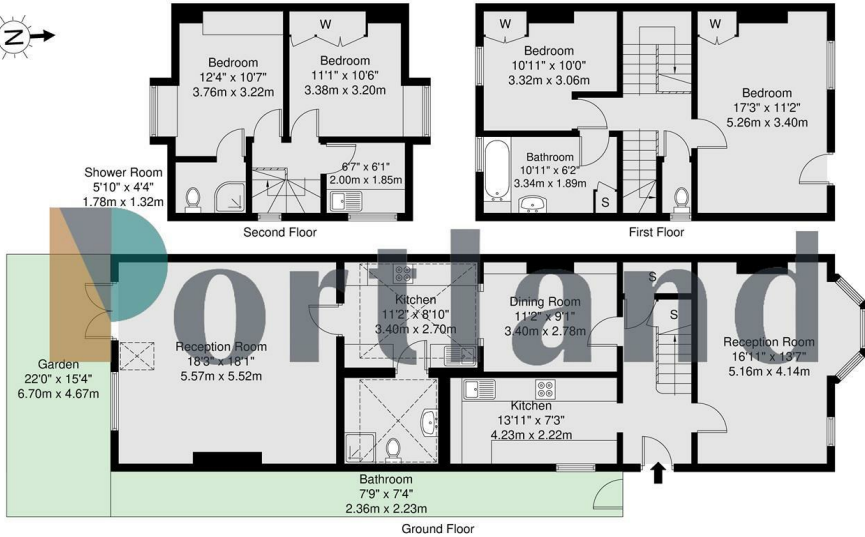 N
Bedroom
12'4" x 10'7"
3.76m x 3.22m
W
Bedroom
11'1" x 10'6"
3.38m x 3.20m
Shower Room
5'10" x 4'4"
1.78m x 1.32m
6'7" x 6'1"
2.00m x 1.85m
Second Floor
W
Bedroom
10'11" x 10'0"
3.32m x 3.06m
W
Bedroom
17'3" x 11'2"
5.26m x 3.40m
Bathroom
10'11" x 6'2"
3.34m x 1.89m
S
First Floor
Portland
Garden
22'0" x 15'4"
6.70m x 4.67m
Reception Room
18'3" x 18'1"
5.57m x 5.52m
Kitchen
11'2" x 8'10"
3.40m x 2.70m
Dining Room
11'2" x 9'1"
3.40m x 2.78m
S
S
Reception Room
16'11" x 13'7"
5.16m x 4.14m
Kitchen
13'11" x 7'3"
4.23m x 2.22m
Bathroom
7'9" x 7'4"
2.36m x 2.23m
Ground Floor